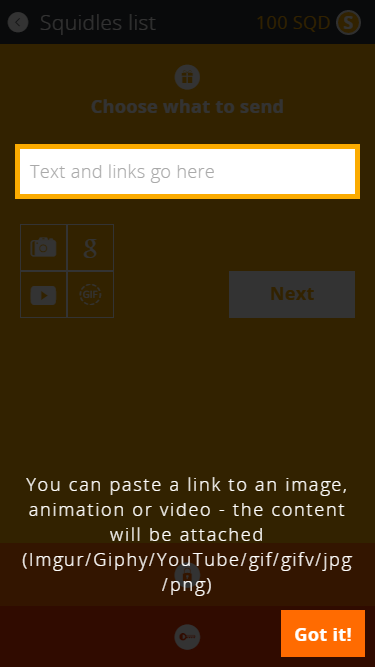 Squidles list
100 SQD S
Choose what to send
Text and links go here
g
GIF
Next
You can paste a link to an image,
animation or video - the content
will be attached
(Imgur/Giphy/YouTube/gif/gifv/jpg
/png)
Got it!